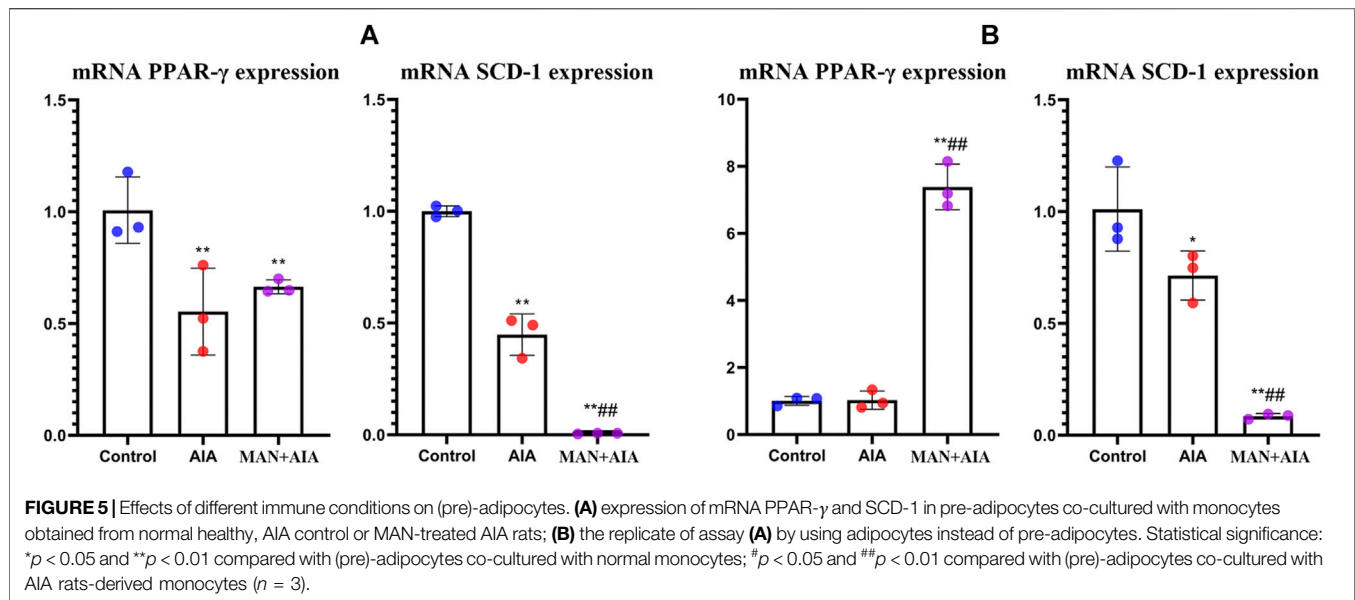 A
B
mRNA PPAR-γ expression
mRNA SCD-1 expression
mRNA PPAR-γ expression
mRNA SCD-1 expression
1.5
1.0
0.5
0.0
**
**
Control
AIA
MAN+AIA
1.5
1.0
0.5
0.0
**
**##
Control
AIA
MAN+AIA
10
8
6
4
2
0
**##
Control
AIA
MAN+AIA
1.5
1.0
0.5
0.0
*
**##
Control
AIA
MAN+AIA
FIGURE 5 | Effects of different immune conditions on (pre)-adipocytes. (A) expression of mRNA PPAR-γ and SCD-1 in pre-adipocytes co-cultured with monocytes
obtained from normal healthy, AIA control or MAN-treated AIA rats; (B) the replicate of assay (A) by using adipocytes instead of pre-adipocytes. Statistical significance:
*p < 0.05 and **p < 0.01 compared with (pre)-adipocytes co-cultured with normal monocytes; #p < 0.05 and ##p < 0.01 compared with (pre)-adipocytes co-cultured with
AIA rats-derived monocytes (n = 3).